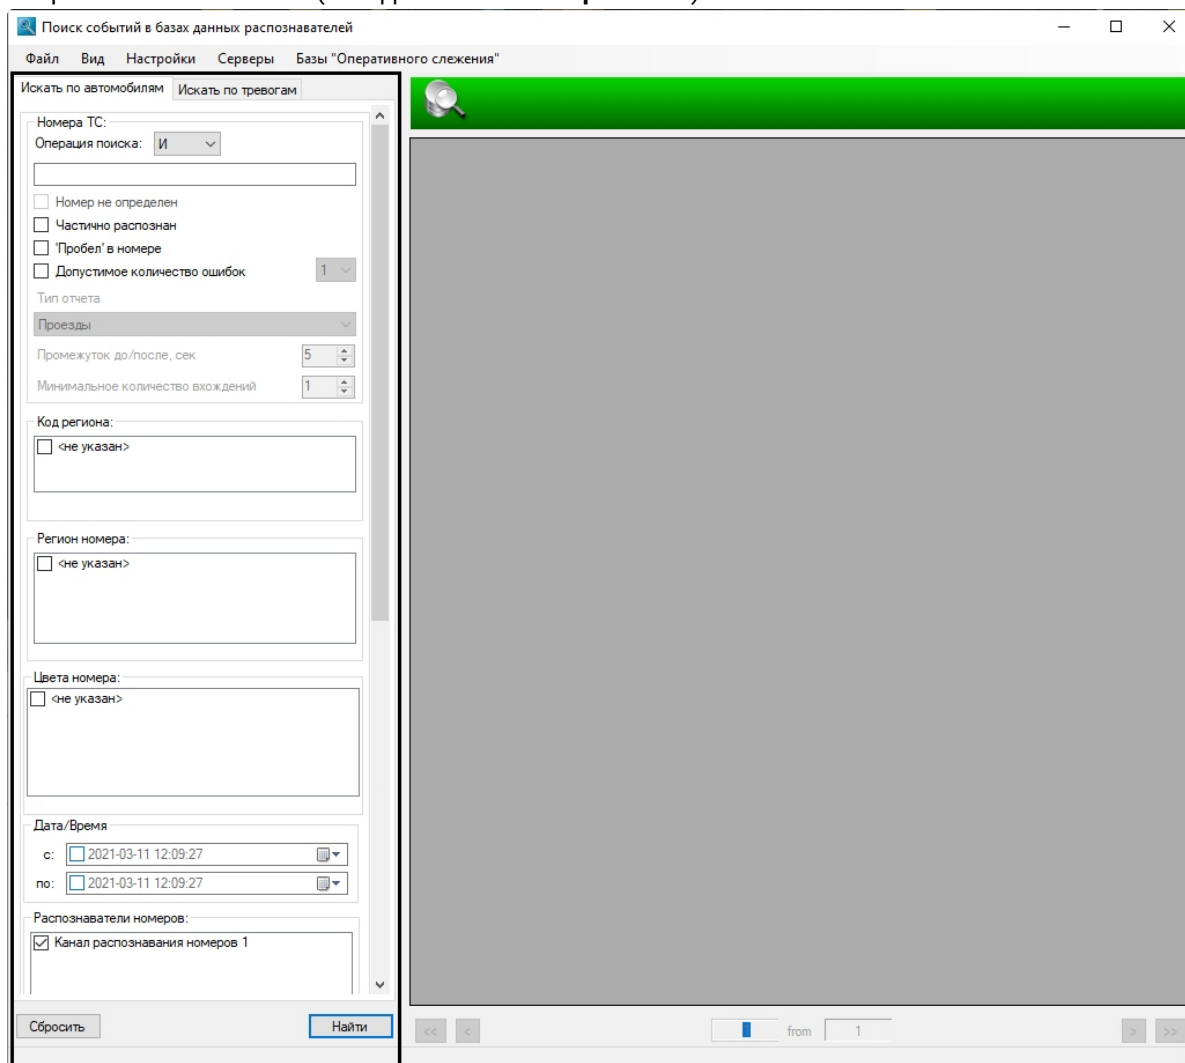 Поиск событий в базах данных распознавателей
Файл Вид Настройки Серверы Базы "Оперативного слежения"
Искать по автомобилям Искать по тревогам
Номера ТС:
Операция поиска: И
Номер не определен
Частично распознан
'Пробел' в номере
Допустимое количество ошибок 1
Тип отчета
Проезды
Промежуток до/после, сек 5
Минимальное количество вхождений 1
Код региона:
<не указан>
Регион номера:
<не указан>
Цвета номера:
<не указан>
Дата/Время
с: 2021-03-11 12:09:27
по: 2021-03-11 12:09:27
Распознаватели номеров:
Канал распознавания номеров 1
Сбросить Найти << < from 1 > >>